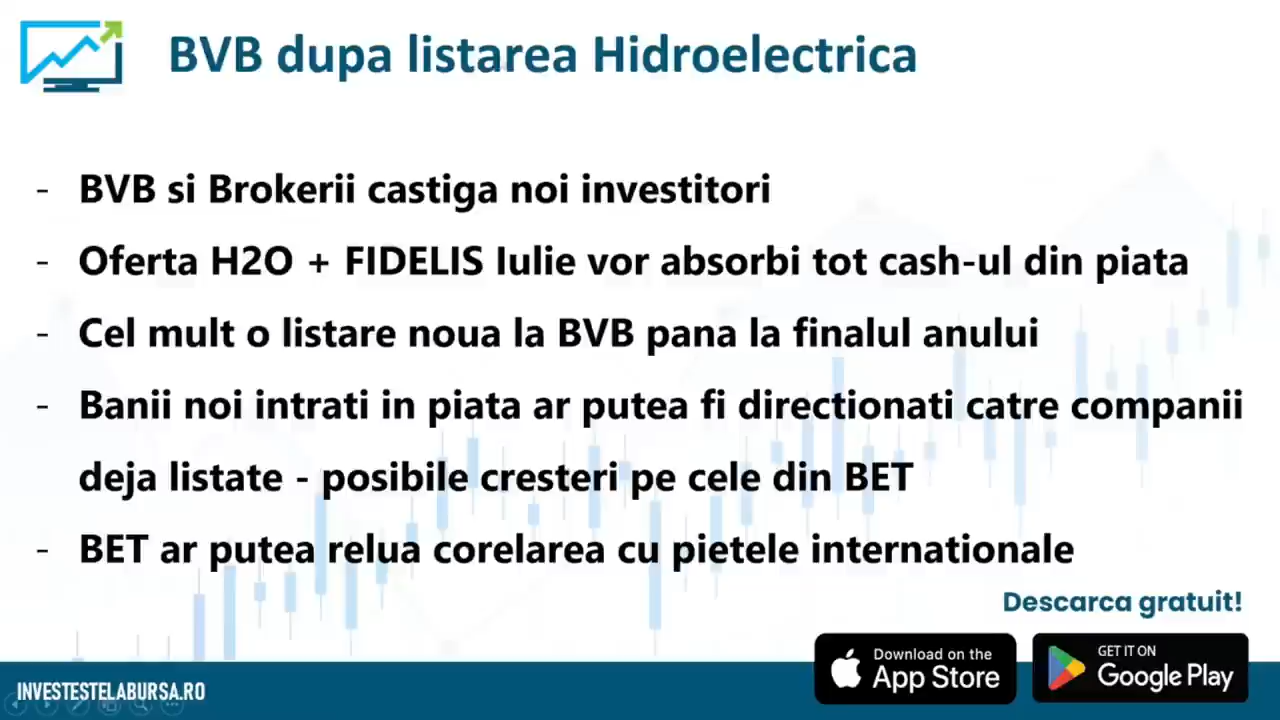 BVB dupa listarea Hidroelectrica
- BVB si Brokerii castiga noi investitori
- Oferta H2O + FIDELIS Iulie vor absorbi tot cash-ul din piata
- Cel mult o listare noua la BVB pana la finalul anului
- Banii noi intrati in piata ar putea fi directionati catre companii
deja listate - posibile cresteri pe cele din BET
- BET ar putea relua corelarea cu pietele internationale
Descarca gratuit!
Download on the
App Store
GET IT ON
Google Play
INVESTESTELABURSA.RO